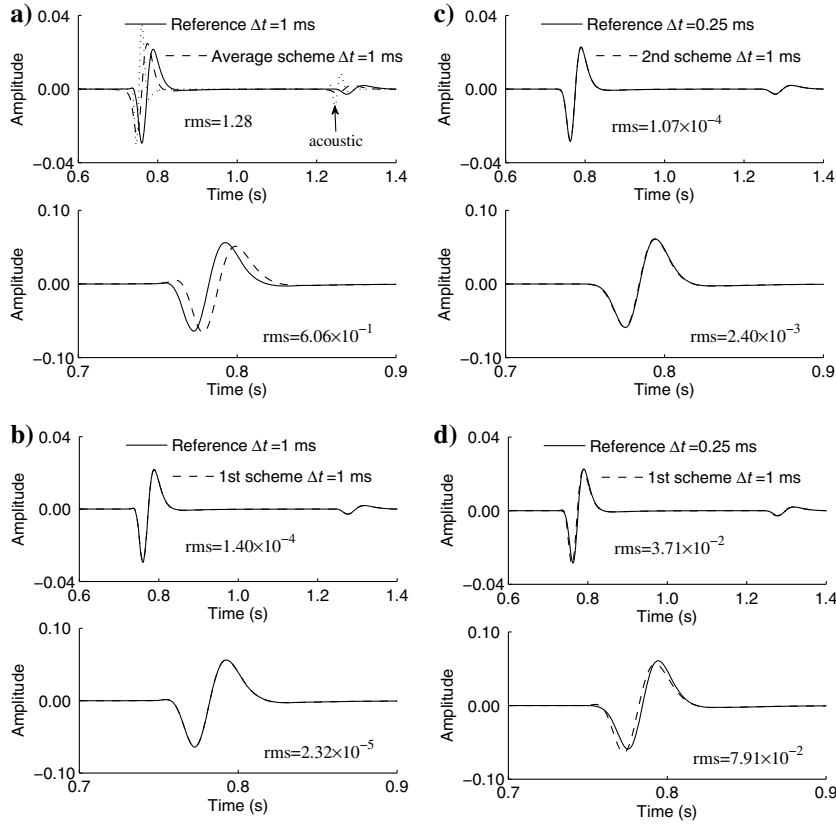 a)
Reference Δt=1 ms
Average scheme Δt=1 ms
Amplitude
0.04
0.00
−0.04
rms=1.28
acoustic
0.6 0.8 1.0 1.2 1.4
Time (s)
Amplitude
0.10
0.00
−0.10
rms=6.06×10−1
0.7 0.8 0.9
Time (s)
b)
Reference Δt=1 ms
1st scheme Δt=1 ms
Amplitude
0.04
0.00
−0.04
rms=1.40×10−4
0.6 0.8 1.0 1.2 1.4
Time (s)
Amplitude
0.10
0.00
−0.10
rms=2.32×10−5
0.7 0.8 0.9
Time (s)
c)
Reference Δt=0.25 ms
2nd scheme Δt=1 ms
Amplitude
0.04
0.00
−0.04
rms=1.07×10−4
0.6 0.8 1.0 1.2 1.4
Time (s)
Amplitude
0.10
0.00
−0.10
rms=2.40×10−3
0.7 0.8 0.9
Time (s)
d)
Reference Δt=0.25 ms
1st scheme Δt=1 ms
Amplitude
0.04
0.00
−0.04
rms=3.71×10−2
0.6 0.8 1.0 1.2 1.4
Time (s)
Amplitude
0.10
0.00
−0.10
rms=7.91×10−2
0.7 0.8 0.9
Time (s)